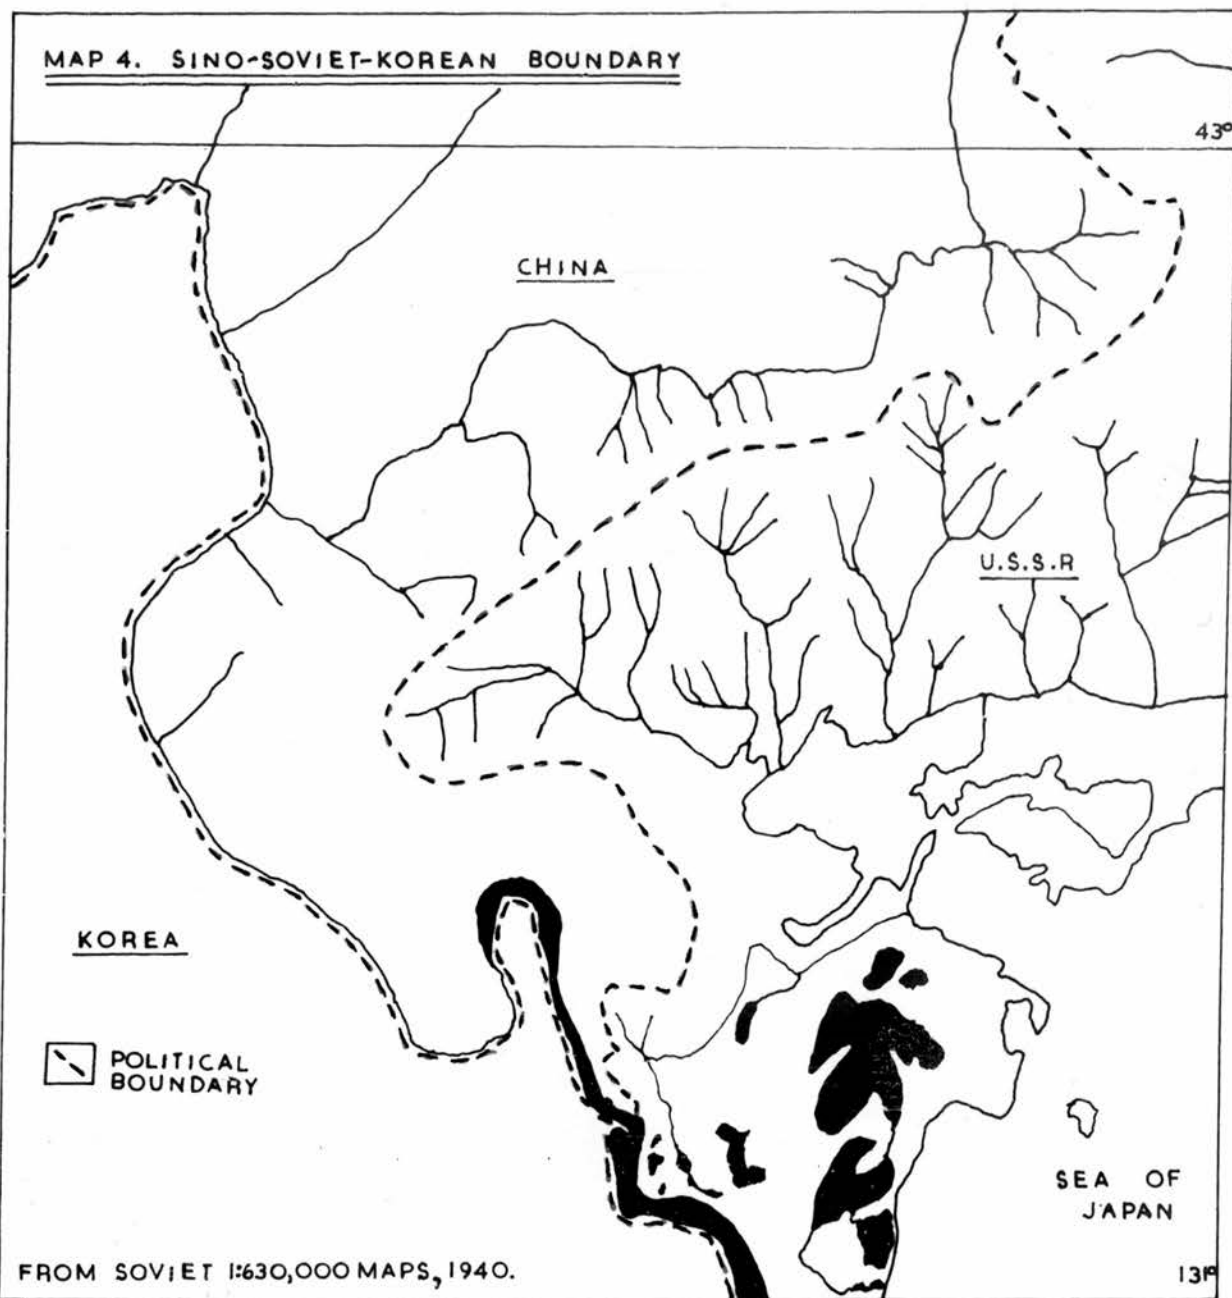 MAP 4. SINO-SOVIET-KOREAN BOUNDARY
43°
CHINA
U.S.S.R
KOREA
POLITICAL
BOUNDARY
SEA OF
JAPAN
FROM SOVIET 1:630,000 MAPS, 1940.
131°